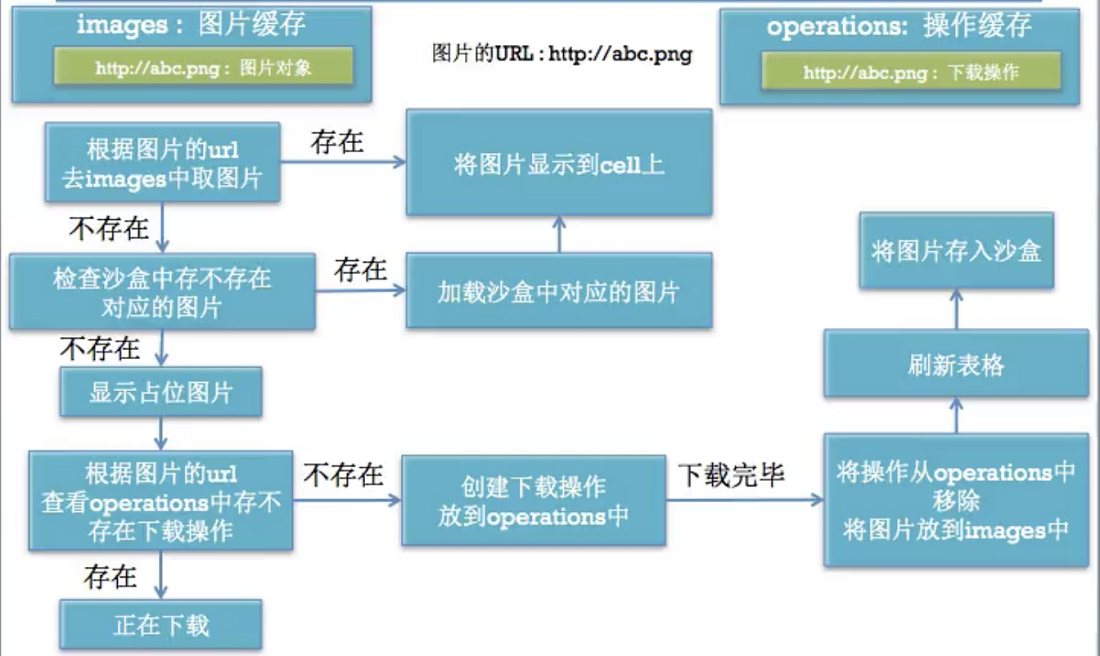 images： 图片缓存
http://abc.png： 图片对象
图片的URL : http://abc.png
operations: 操作缓存
http://abc.png： 下载操作
根据图片的url
去images中取图片
存在
将图片显示到cell上
不存在
检查沙盒中存不存在
对应的图片
存在
加载沙盒中对应的图片
将图片存入沙盒
不存在
显示占位图片
刷新表格
根据图片的url
查看operations中存不
存在下载操作
不存在
创建下载操作
放到operations中
下载完毕
将操作从operations中
移除
将图片放到images中
存在
正在下载